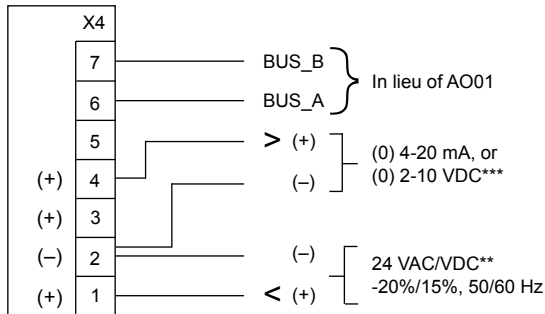 X4
7 BUS_B
In lieu of AO01
6 BUS_A
5 > (+)
(0) 4-20 mA, or
(+) 4
(0) 2-10 VDC***
(–)
(+) 3
(–) 2 (–)
24 VAC/VDC**
-20%/15%, 50/60 Hz
(+) 1 < (+)